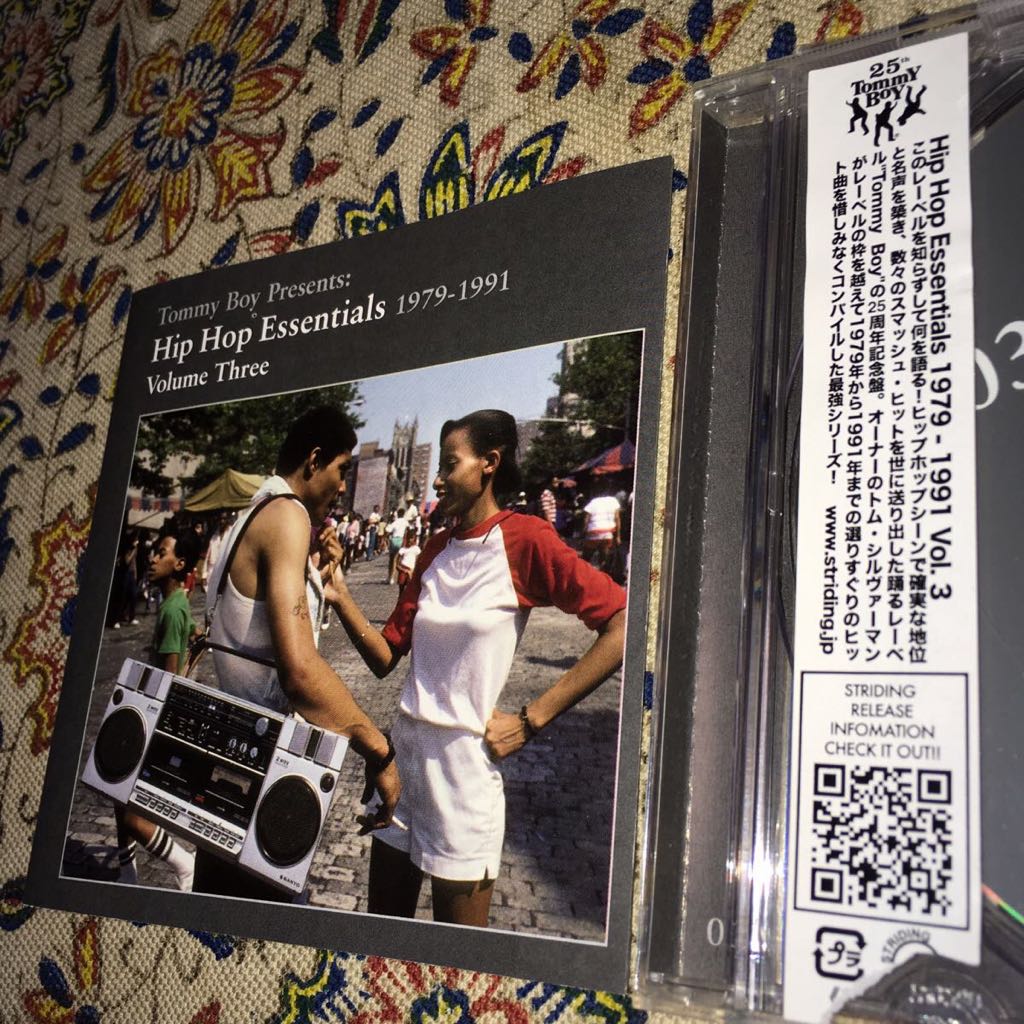 Tommy Boy Presents:
Hip Hop Essentials 1979-1991
Volume Three
SANYO
25th
Tommy
Boy
Hip Hop Essentials 1979 - 1991 Vol. 3
このレーベルを知らずして何を語る！ヒップホップシーンで確実な地位
と名声を築き、数々のスマッシュ・ヒットを世に送り出した踊るレーベ
ル"Tommy Boy"の25周年記念盤。オーナーのトム・シルヴァーマン
がレーベルの枠を越えて1979年から1991年までの選りすぐりのヒッ
ト曲を惜しみなくコンパイルした最強シリーズ！ www.striding.jp
STRIDING
RELEASE
INFOMATION
CHECK IT OUT!!
プラ
STRIDING
0
03